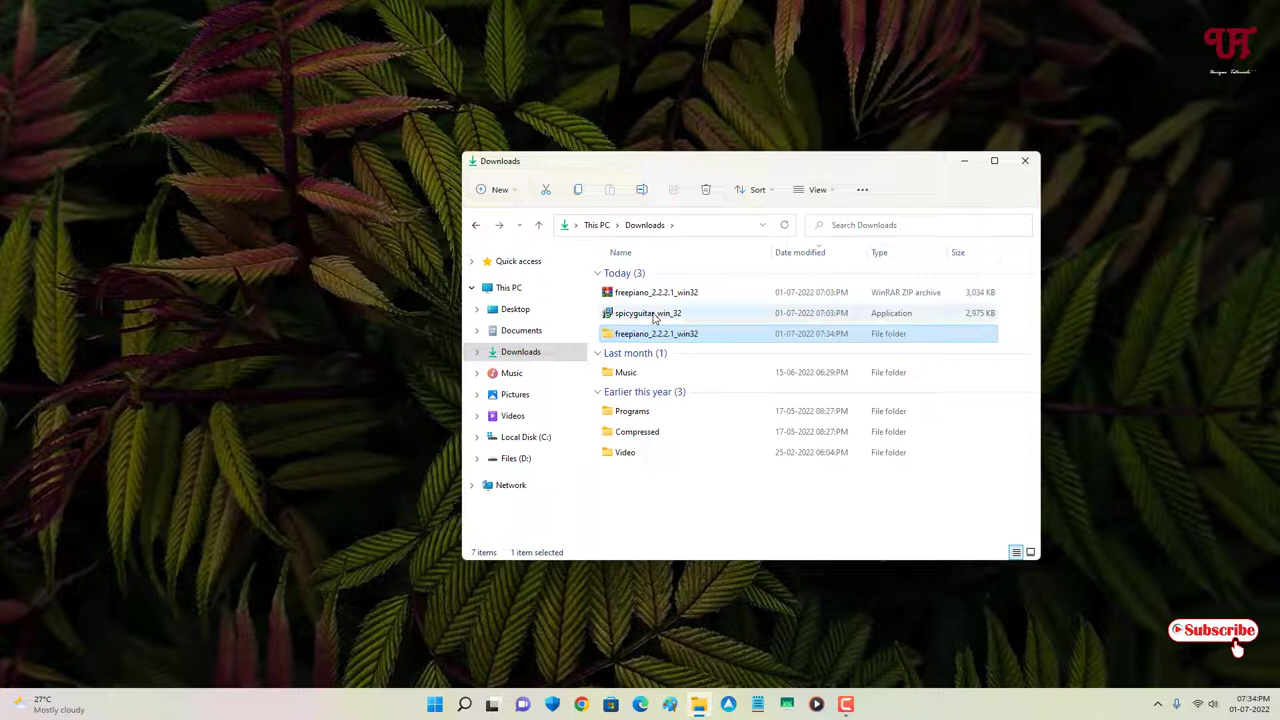 Unique Tutorials
Downloads
New
Sort
View
This PC > Downloads >
Search Downloads
Name
Date modified
Type
Size
Quick access
This PC
Desktop
Documents
Downloads
Music
Pictures
Videos
Local Disk (C:)
Files (D:)
Network
Today (3)
freepiano_2.2.2.1_win32 01-07-2022 07:03:PM WinRAR ZIP archive 3,034 KB
spicyguitar_win_32 01-07-2022 07:03:PM Application 2,975 KB
freepiano_2.2.2.1_win32 01-07-2022 07:34:PM File folder
Last month (1)
Music 15-06-2022 06:29:PM File folder
Earlier this year (3)
Programs 17-05-2022 08:27:PM File folder
Compressed 17-05-2022 08:27:PM File folder
Video 25-02-2022 06:04:PM File folder
7 items 1 item selected
Subscribe
27°C
Mostly cloudy
07:34:PM
01-07-2022